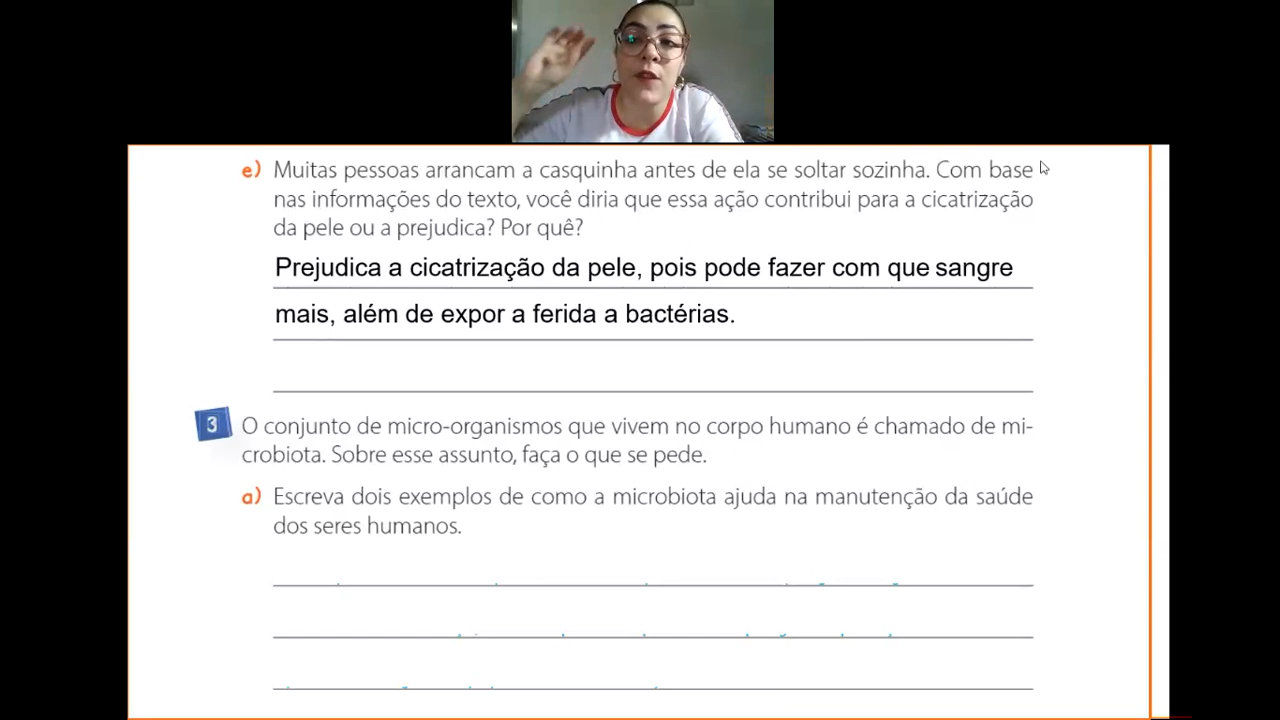 e) Muitas pessoas arrancam a casquinha antes de ela se soltar sozinha. Com base
nas informações do texto, você diria que essa ação contribui para a cicatrização
da pele ou a prejudica? Por quê?
Prejudica a cicatrização da pele, pois pode fazer com que sangre
mais, além de expor a ferida a bactérias.
3 O conjunto de micro-organismos que vivem no corpo humano é chamado de mi-
crobiota. Sobre esse assunto, faça o que se pede.
a) Escreva dois exemplos de como a microbiota ajuda na manutenção da saúde
dos seres humanos.